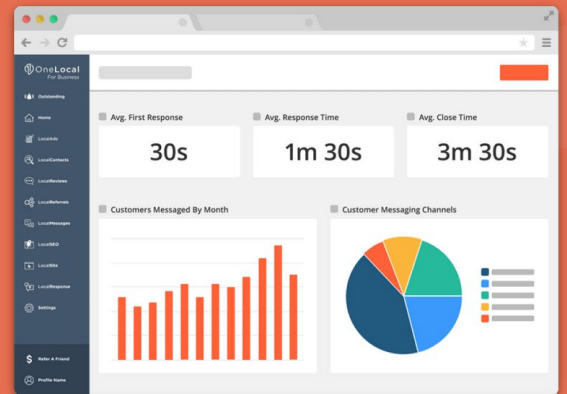 OneLocal
For Business
Outstanding
Home
LocalAds
LocalContacts
LocalReviews
LocalReferrals
LocalMessages
LocalSEO
LocalSite
LocalResponse
Settings
$ Refer A Friend
Profile Name
Avg. First Response
30s
Avg. Response Time
1m 30s
Avg. Close Time
3m 30s
Customers Messaged By Month
Customer Messaging Channels